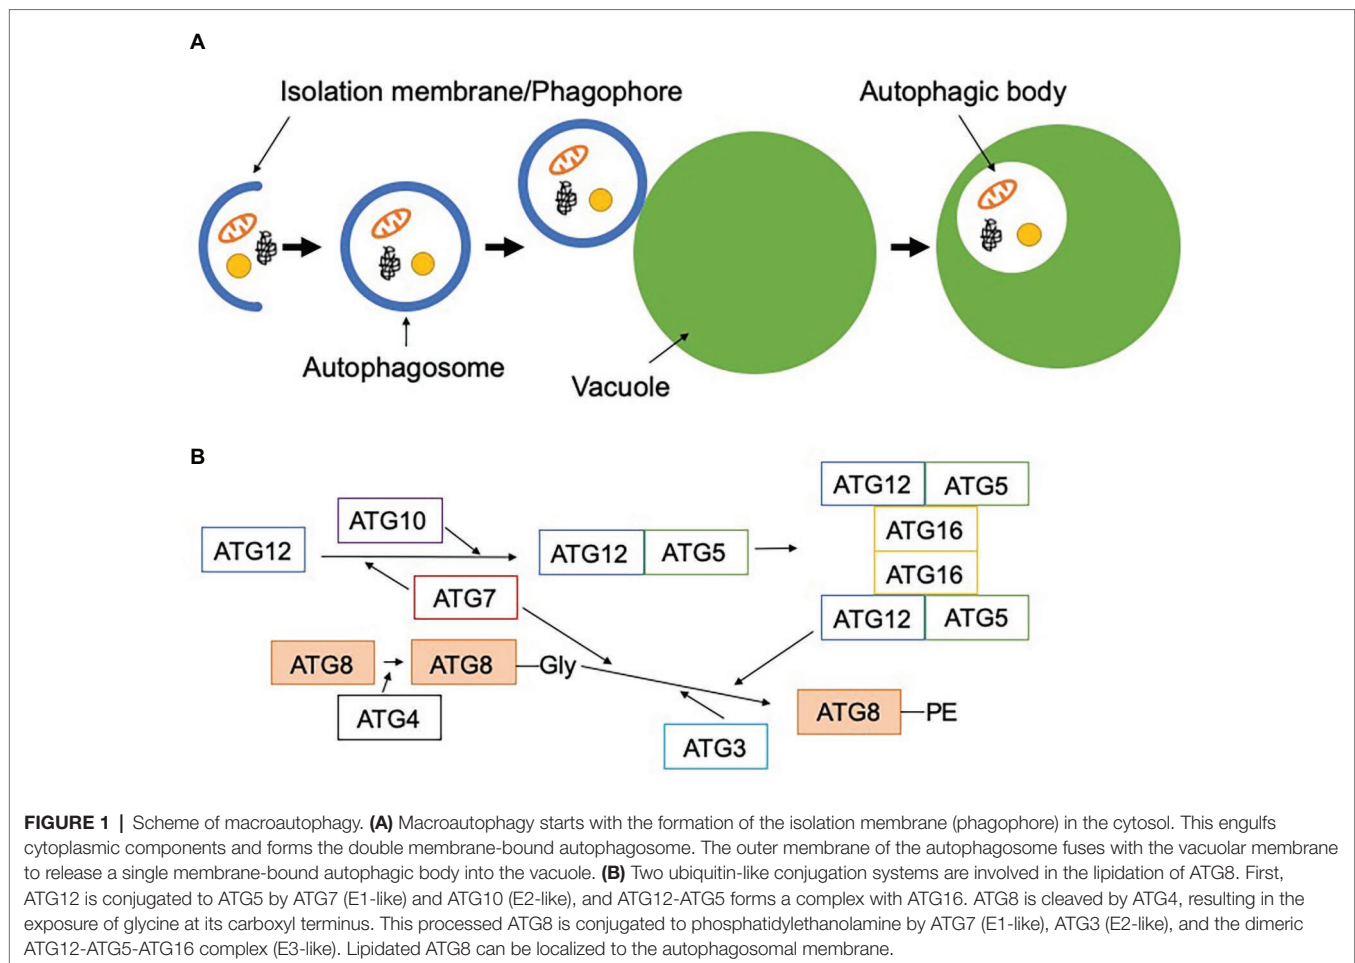 A
Isolation membrane/Phagophore
Autophagic body
Autophagosome
Vacuole
B
ATG12
ATG10
ATG7
ATG12 ATG5
ATG12 ATG5
ATG16
ATG16
ATG12 ATG5
ATG8
ATG8 Gly
ATG4
ATG3
ATG8 PE
FIGURE 1 | Scheme of macroautophagy. (A) Macroautophagy starts with the formation of the isolation membrane (phagophore) in the cytosol. This engulfs
cytoplasmic components and forms the double membrane-bound autophagosome. The outer membrane of the autophagosome fuses with the vacuolar membrane
to release a single membrane-bound autophagic body into the vacuole. (B) Two ubiquitin-like conjugation systems are involved in the lipidation of ATG8. First,
ATG12 is conjugated to ATG5 by ATG7 (E1-like) and ATG10 (E2-like), and ATG12-ATG5 forms a complex with ATG16. ATG8 is cleaved by ATG4, resulting in the
exposure of glycine at its carboxyl terminus. This processed ATG8 is conjugated to phosphatidylethanolamine by ATG7 (E1-like), ATG3 (E2-like), and the dimeric
ATG12-ATG5-ATG16 complex (E3-like). Lipidated ATG8 can be localized to the autophagosomal membrane.